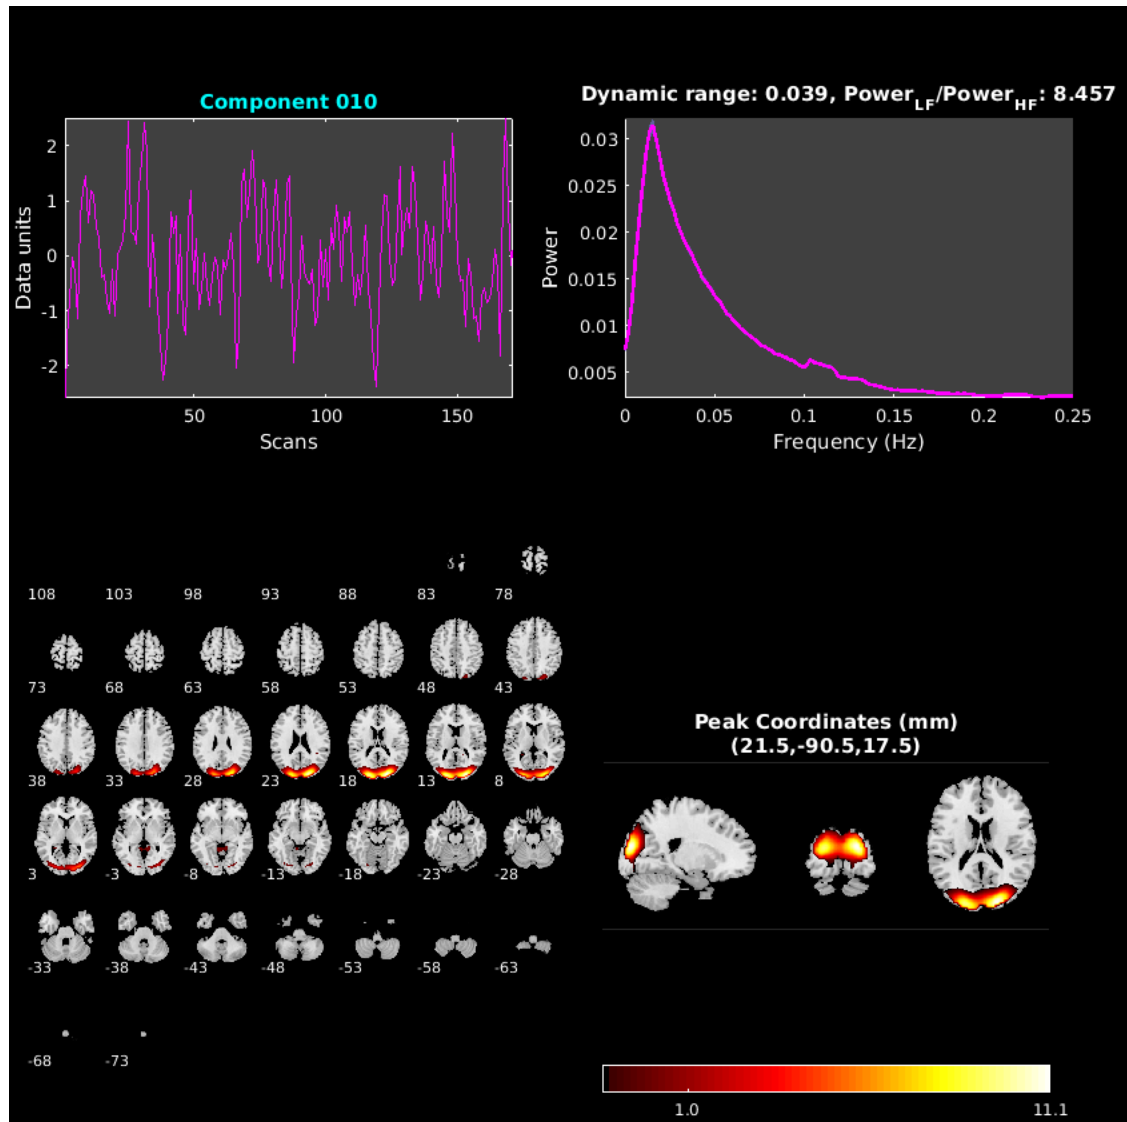 Component 010
Data units
2
1
0
-1
-2
50 100 150
Scans
Dynamic range: 0.039, Power_LF/Power_HF: 8.457
Power
0.03
0.025
0.02
0.015
0.01
0.005
0 0.05 0.1 0.15 0.2 0.25
Frequency (Hz)
108 103 98 93 88 83 78
73 68 63 58 53 48 43
38 33 28 23 18 13 8
3 -3 -8 -13 -18 -23 -28
-33 -38 -43 -48 -53 -58 -63
-68 -73
Peak Coordinates (mm)
(21.5,-90.5,17.5)
1.0 11.1